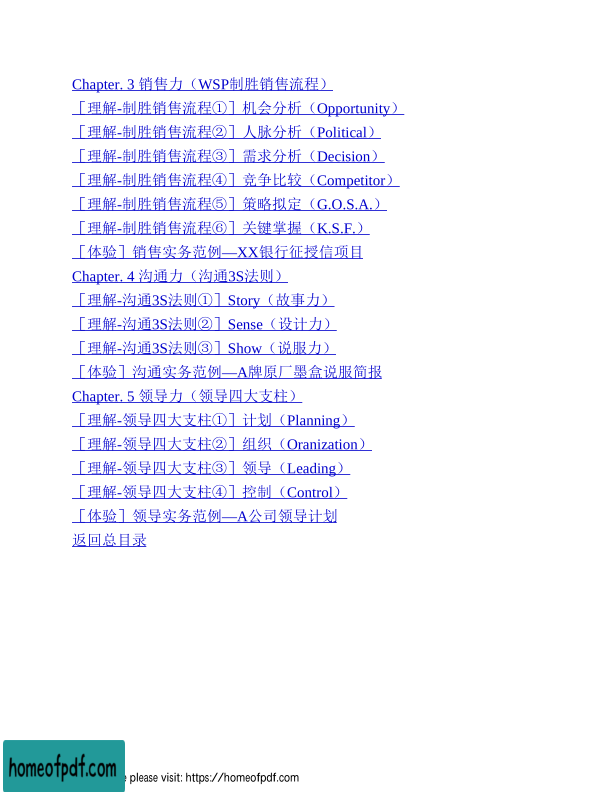 Chapter. 3 销售力（WSP制胜销售流程）
［理解-制胜销售流程①］机会分析（Opportunity）
［理解-制胜销售流程②］人脉分析（Political）
［理解-制胜销售流程③］需求分析（Decision）
［理解-制胜销售流程④］竞争比较（Competitor）
［理解-制胜销售流程⑤］策略拟定（G.O.S.A.）
［理解-制胜销售流程⑥］关键掌握（K.S.F.）
［体验］销售实务范例—XX银行征授信项目
Chapter. 4 沟通力（沟通3S法则）
［理解-沟通3S法则①］Story（故事力）
［理解-沟通3S法则②］Sense（设计力）
［理解-沟通3S法则③］Show（说服力）
［体验］沟通实务范例—A牌原厂墨盒说服简报
Chapter. 5 领导力（领导四大支柱）
［理解-领导四大支柱①］计划（Planning）
［理解-领导四大支柱②］组织（Oranization）
［理解-领导四大支柱③］领导（Leading）
［理解-领导四大支柱④］控制（Control）
［体验］领导实务范例—A公司领导计划
返回总目录
homeofpdf.com
please visit: https://homeofpdf.com